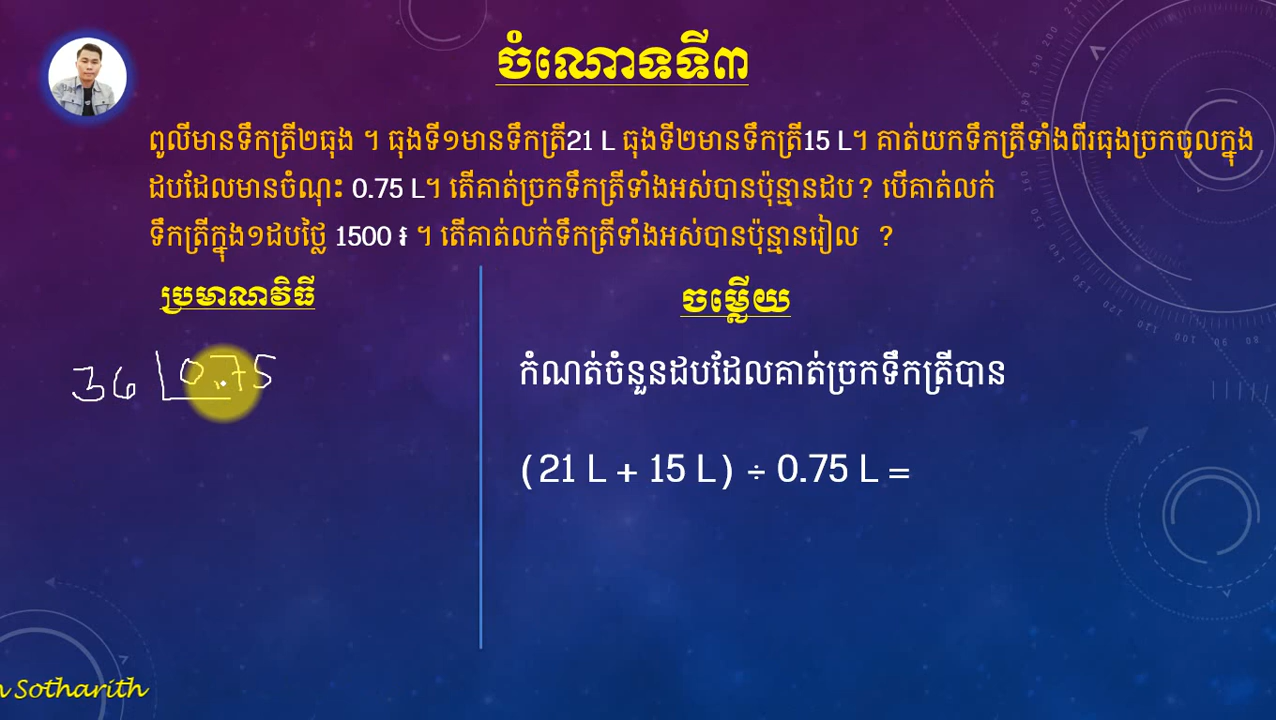 ចំណោទទី៣
ពូលីមានទឹកត្រី២ធុង ។ ធុងទី១មានទឹកត្រី21 L ធុងទី២មានទឹកត្រី15 L។ គាត់យកទឹកត្រីទាំងពីរធុងច្រកចូលក្នុង
ដបដែលមានចំណុះ 0.75 L។ តើគាត់ច្រកទឹកត្រីទាំងអស់បានប៉ុន្មានដប? បើគាត់លក់
ទឹកត្រីក្នុង១ដបថ្លៃ 1500 ៛ ។ តើគាត់លក់ទឹកត្រីទាំងអស់បានប៉ុន្មានរៀល ?
ប្រមាណវិធី
ចម្លើយ
36 0.75
កំណត់ចំនួនដបដែលគាត់ច្រកទឹកត្រីបាន
(21 L + 15 L) ÷ 0.75 L =
Sotharith